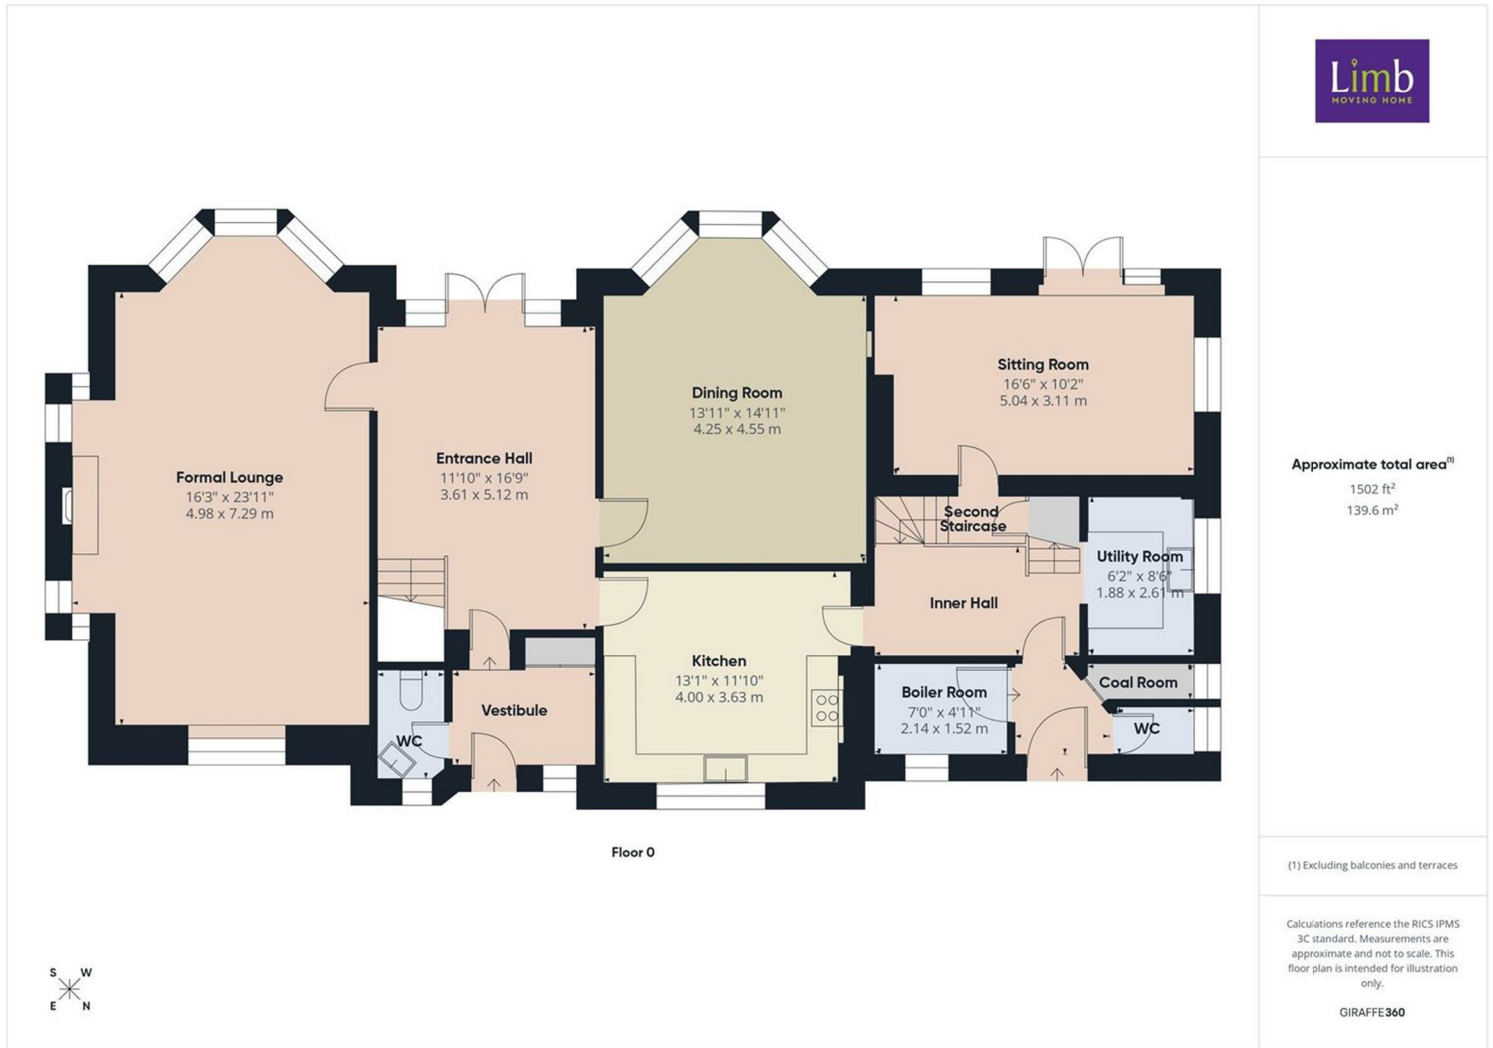 Limb
MOVING HOME
Formal Lounge
16'3" x 23'11"
4.98 x 7.29 m
Entrance Hall
11'10" x 16'9"
3.61 x 5.12 m
Dining Room
13'11" x 14'11"
4.25 x 4.55 m
Sitting Room
16'6" x 10'2"
5.04 x 3.11 m
Second
Staircase
Utility Room
6'2" x 8'6"
1.88 x 2.61 m
Inner Hall
Kitchen
13'1" x 11'10"
4.00 x 3.63 m
Boiler Room
7'0" x 4'11"
2.14 x 1.52 m
Coal Room
WC
Vestibule
WC
Floor 0
S W
E N
Approximate total area(1)
1502 ft²
139.6 m²
(1) Excluding balconies and terraces
Calculations reference the RICS IPMS
3C standard. Measurements are
approximate and not to scale. This
floor plan is intended for illustration
only.
GIRAFFE360